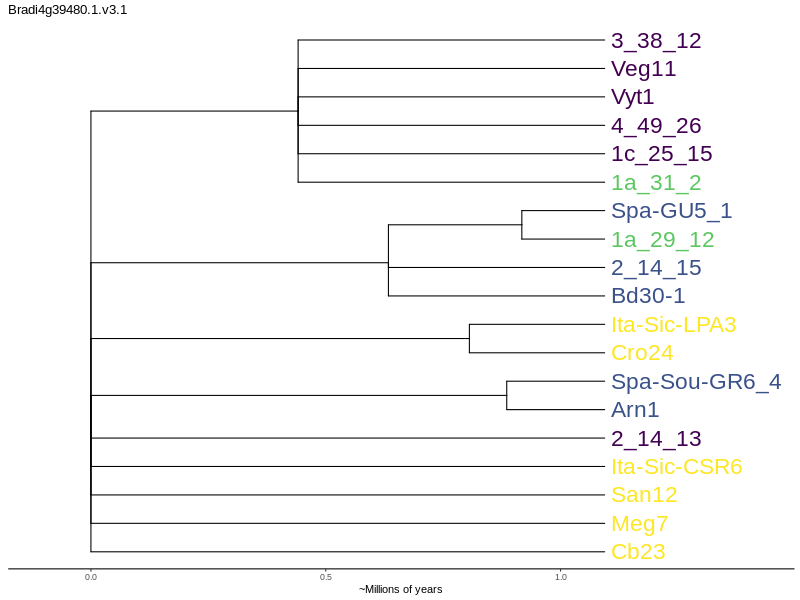 Bradi4g39480.1.v3.1
3_38_12
Veg11
Vyt1
4_49_26
1c_25_15
1a_31_2
Spa-GU5_1
1a_29_12
2_14_15
Bd30-1
Ita-Sic-LPA3
Cro24
Spa-Sou-GR6_4
Arn1
2_14_13
Ita-Sic-CSR6
San12
Meg7
Cb23
0.0 0.5 1.0
~Millions of years